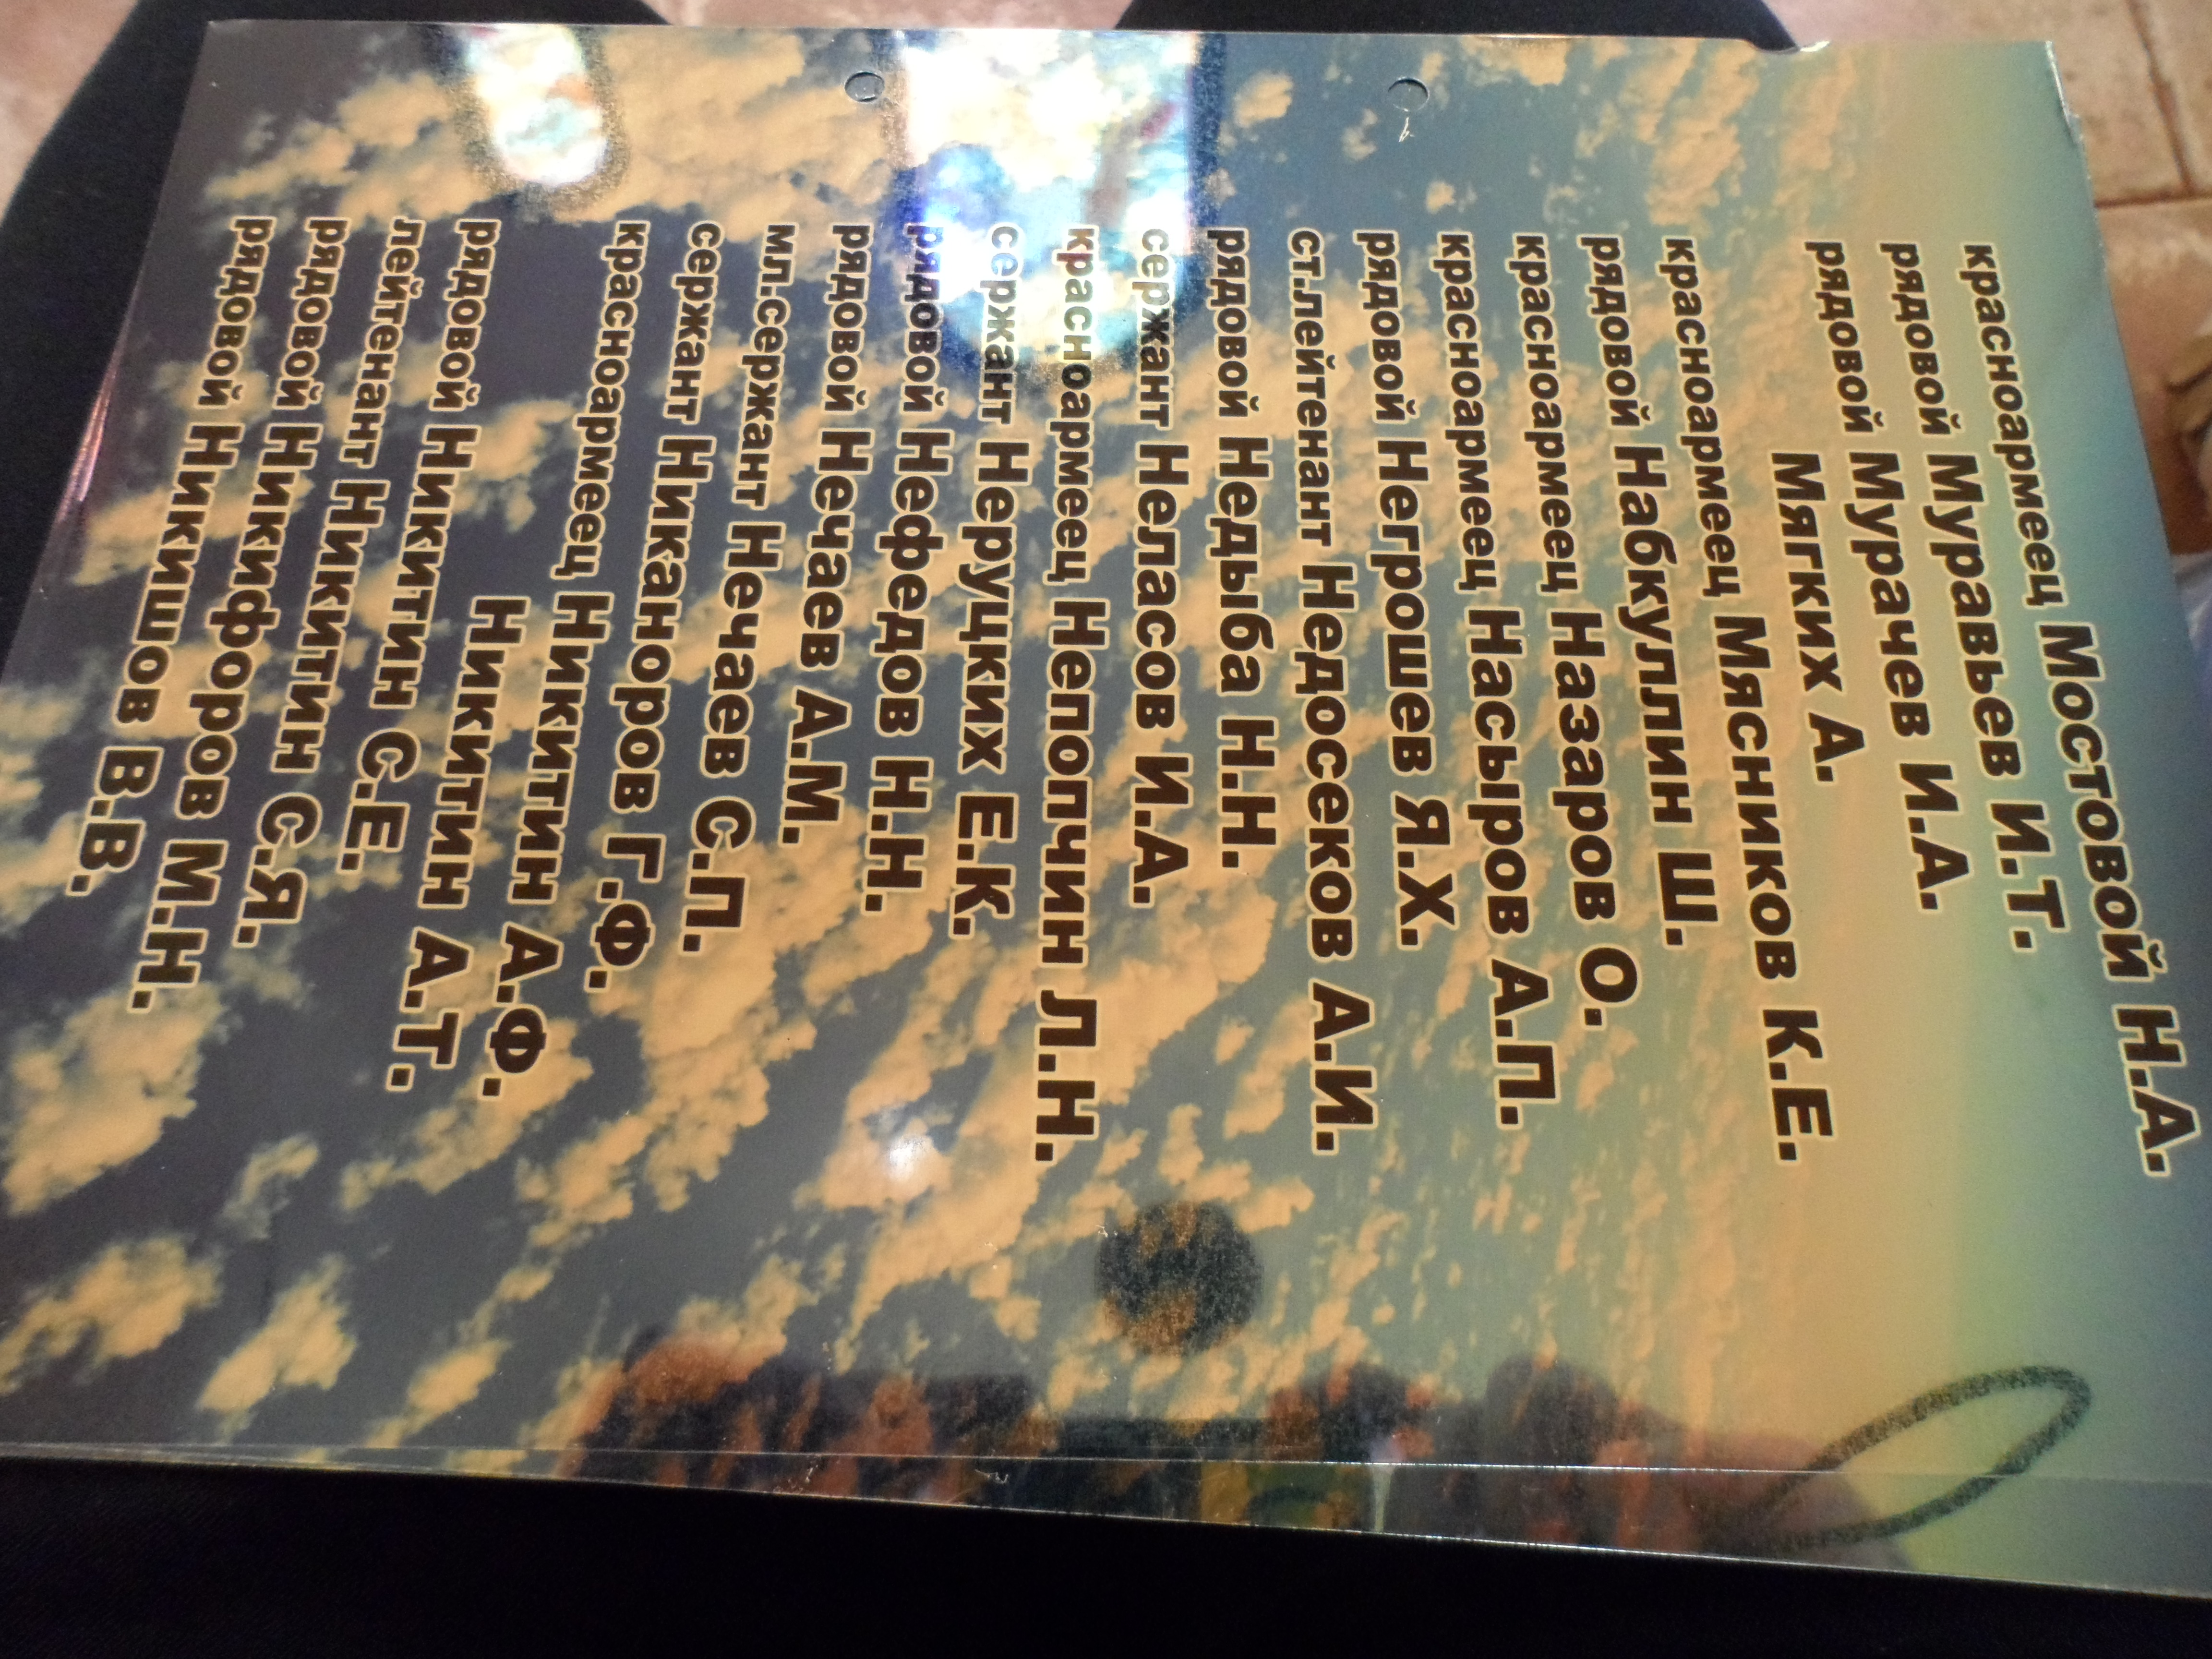 красноармеец Мостовой Н.А.
рядовой Муравьев И.Т.
рядовой Мурачев И.А.
Мягких А.
красноармеец Мясников К.Е.
рядовой Набкуллин Ш.
красноармеец Назаров О.
красноармеец Насыров А.П.
рядовой Негрошев Я.Х.
ст.лейтенант Недосеков А.И.
рядовой Недыба Н.Н.
сержант Неласов И.А.
красноармеец Непопчин Л.Н.
сержант Неруцких Е.К.
рядовой Нефедов Н.Н.
рядовой Нечаев А.М.
мл.сержант Нечаев С.П.
сержант Никаноров Г.Ф.
красноармеец Никитин А.Ф.
Никитин А.Т.
рядовой Никитин С.Е.
лейтенант Никитин С.Я.
рядовой Никифоров М.Н.
рядовой Никишов В.В.